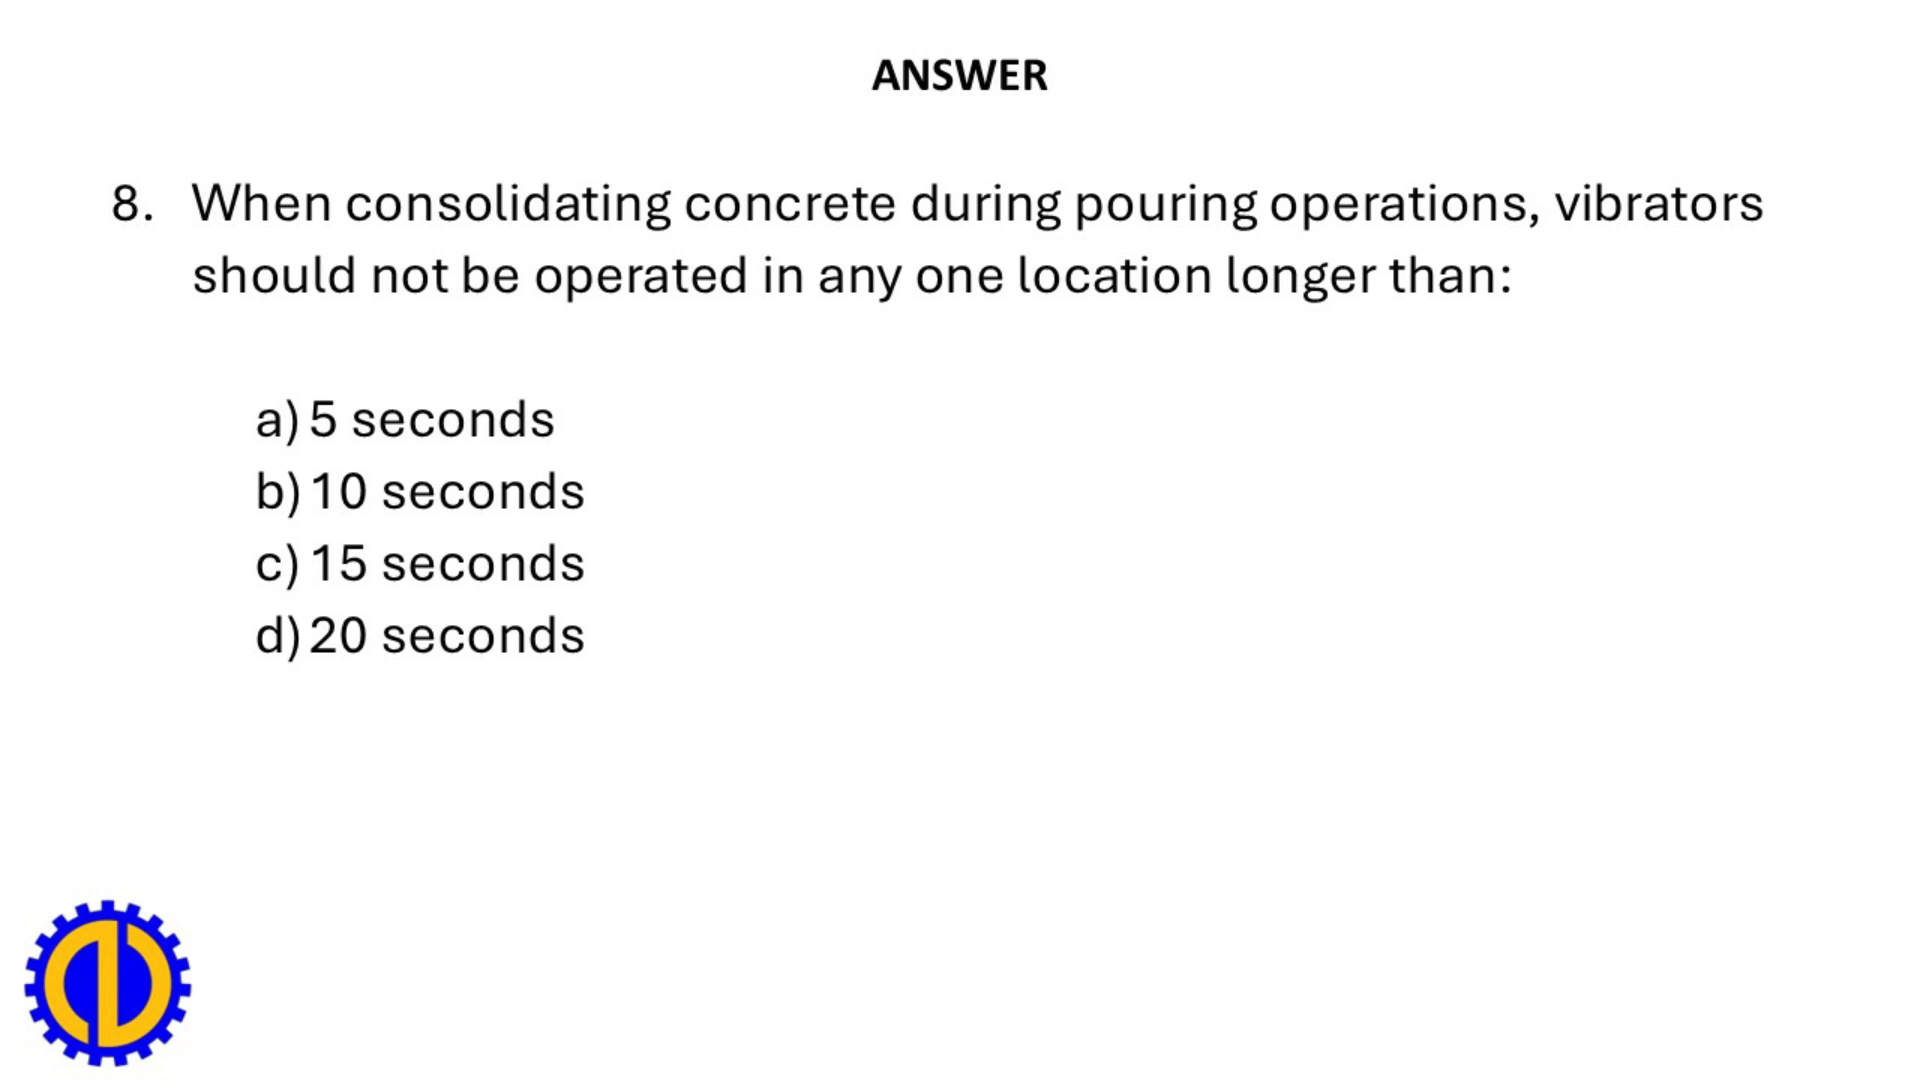 ANSWER
8. When consolidating concrete during pouring operations, vibrators
should not be operated in any one location longer than:
a) 5 seconds
b) 10 seconds
c) 15 seconds
d) 20 seconds